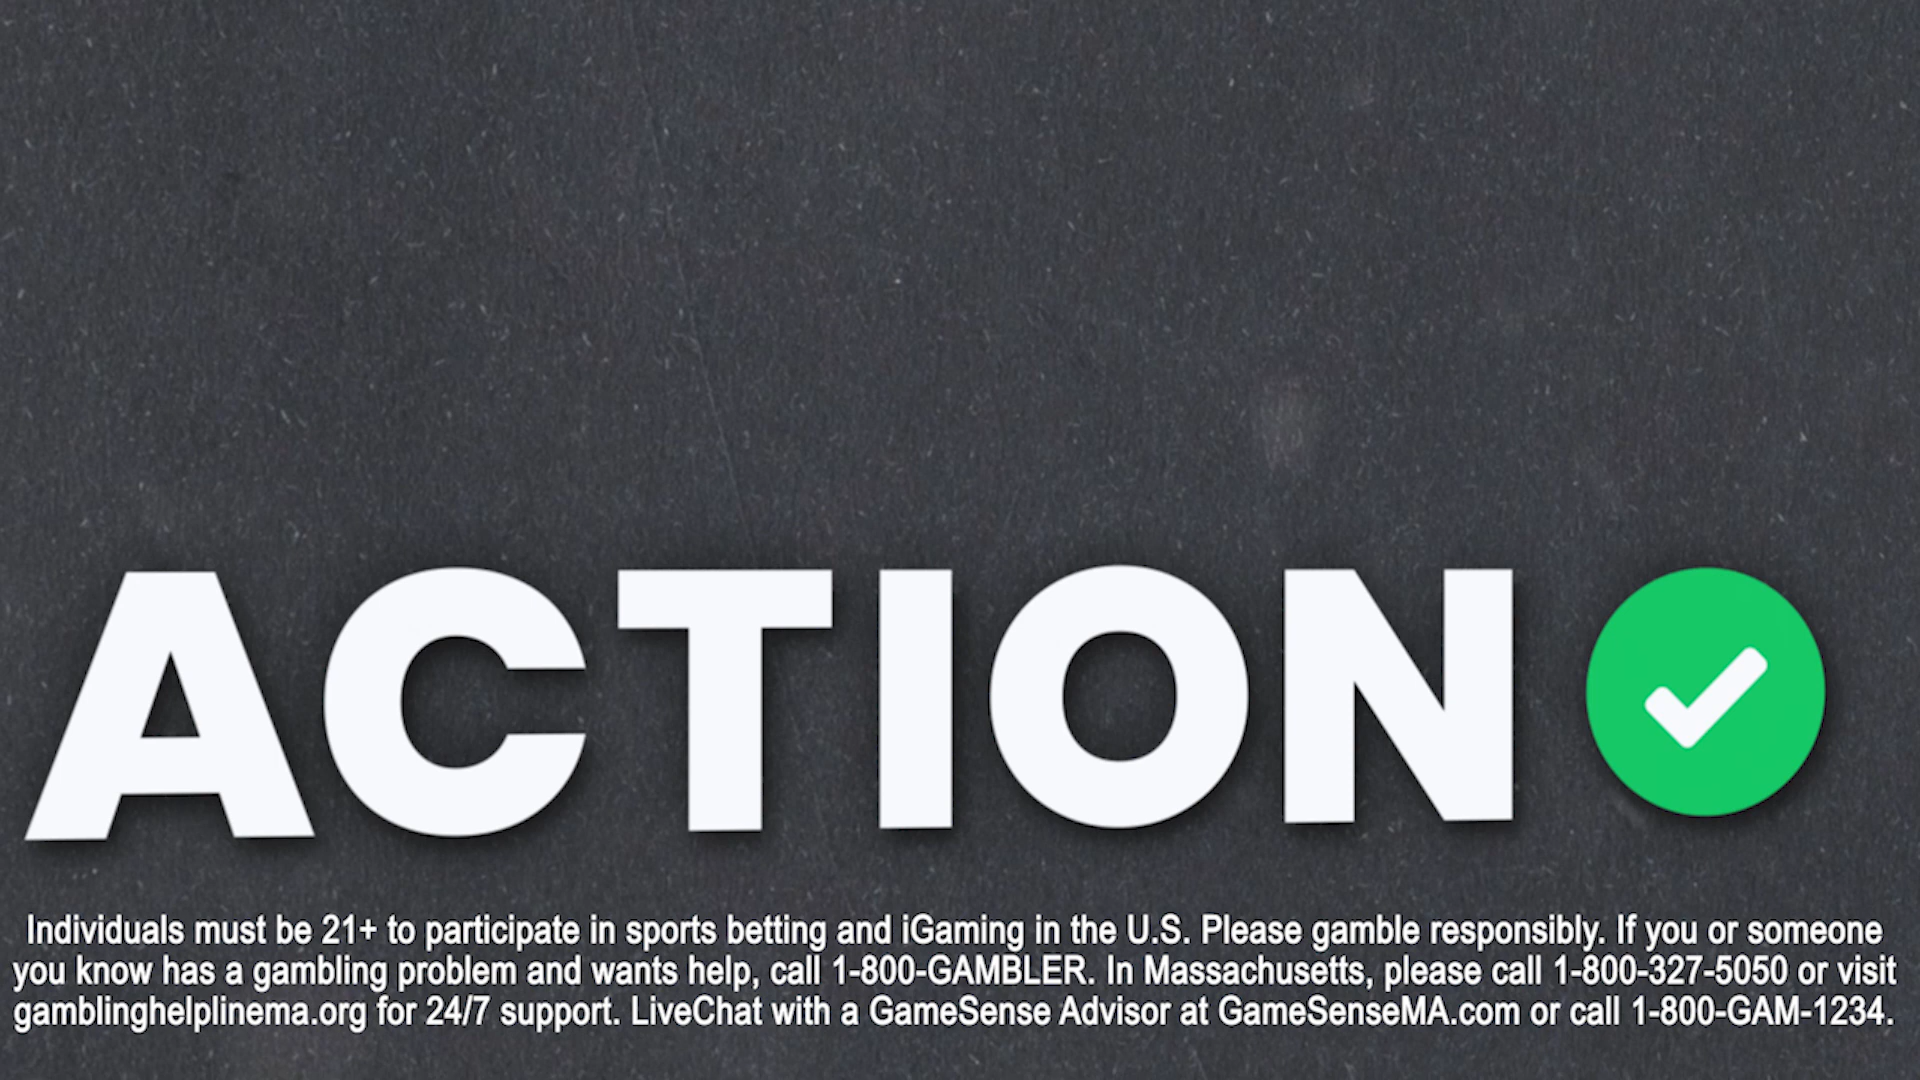 ACTION
Individuals must be 21+ to participate in sports betting and iGaming in the U.S. Please gamble responsibly. If you or someone
you know has a gambling problem and wants help, call 1-800-GAMBLER. In Massachusetts, please call 1-800-327-5050 or visit
gamblinghelplinema.org for 24/7 support. LiveChat with a GameSense Advisor at GameSenseMA.com or call 1-800-GAM-1234.